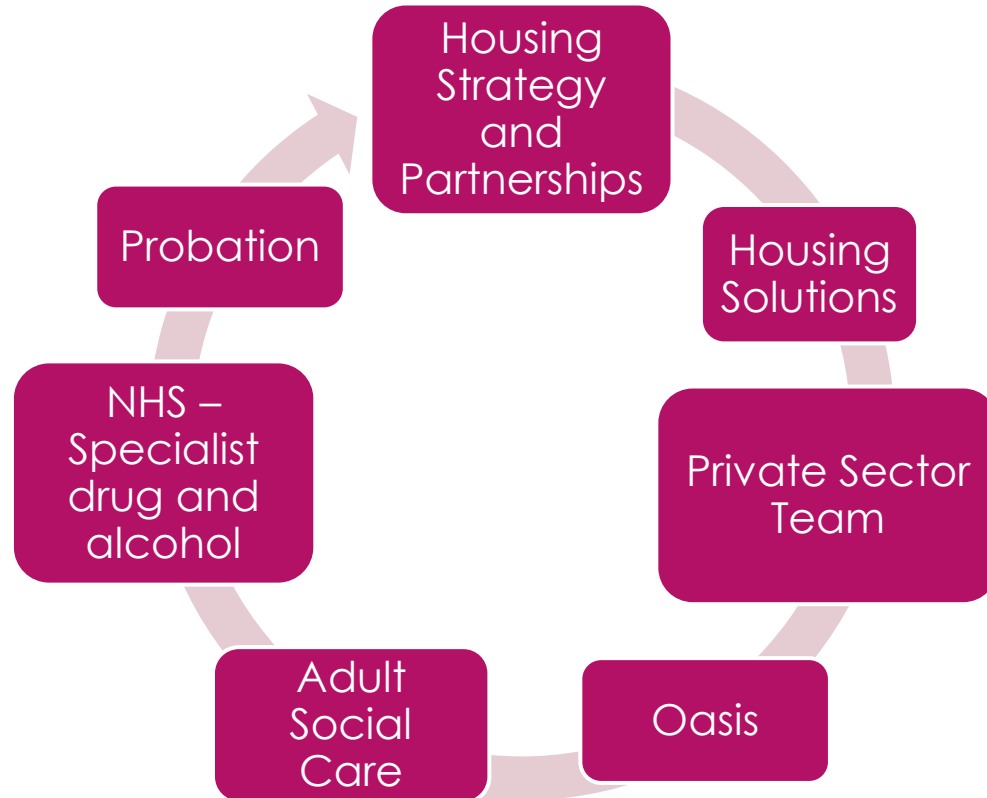 Housing
Strategy
and
Partnerships
Housing
Solutions
Private Sector
Team
Oasis
Adult
Social
Care
NHS –
Specialist
drug and
alcohol
Probation